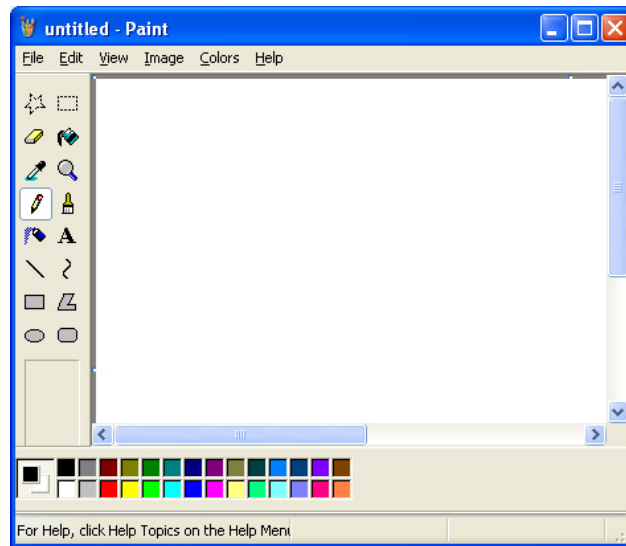 untitled - Paint
File Edit View Image Colors Help
A
For Help, click Help Topics on the Help Menu